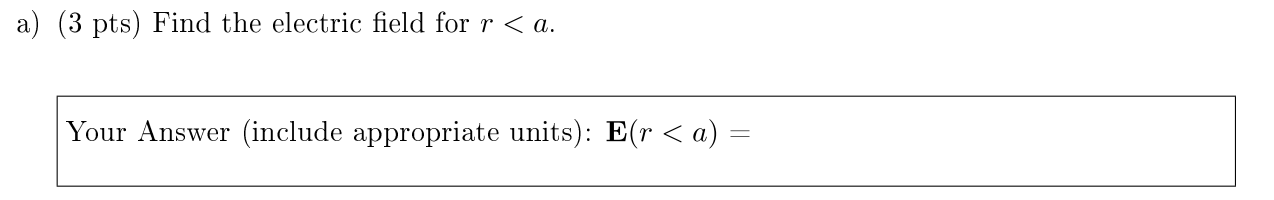 a) (3 pts) Find the electric field for r < a.
Your Answer (include appropriate units): E(r < a) =